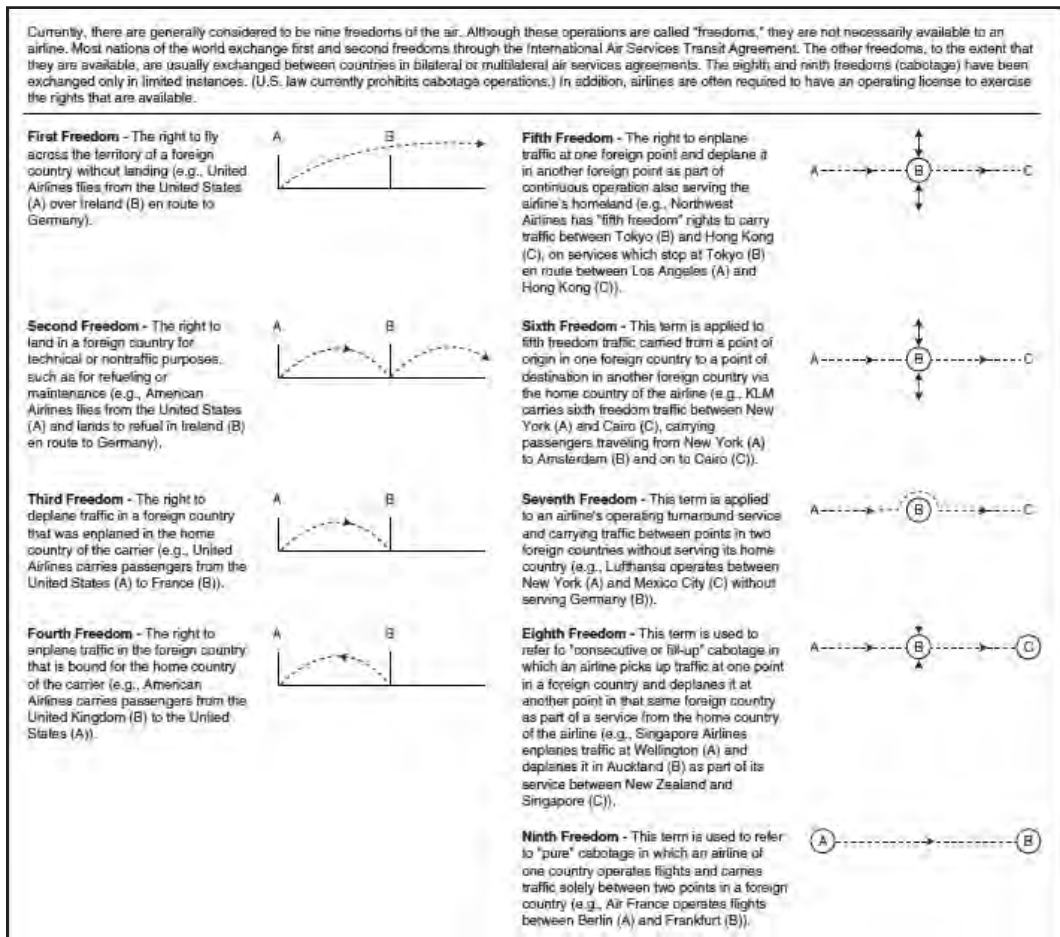 Currently, there are generally considered to be nine freedoms of the air. Although these operations are called "freedoms," they are not necessarily available to an
airline. Most nations of the world exchange first and second freedoms through the International Air Services Transit Agreement. The other freedoms, to the extent that
they are available, are usually exchanged between countries in bilateral or multilateral air services agreements. The eighth and ninth freedoms (cabotage) have been
exchanged only in limited instances. (U.S. law currently prohibits cabotage operations.) In addition, airlines are often required to have an operating license to exercise
the rights that are available.
First Freedom - The right to fly
across the territory of a foreign
country without landing (e.g., United
Airlines flies from the United States
(A) over Ireland (B) en route to
Germany).
A B
Second Freedom - The right to
land in a foreign country for
technical or nontraffic purposes,
such as for refueling or
maintenance (e.g., American
Airlines flies from the United States
(A) and lands to refuel in Ireland (B)
en route to Germany).
A B
Third Freedom - The right to
deplane traffic in a foreign country
that was enplaned in the home
country of the carrier (e.g., United
Airlines carries passengers from the
United States (A) to France (B)).
A B
Fourth Freedom - The right to
enplane traffic in the foreign country
that is bound for the home country
of the carrier (e.g., American
Airlines carries passengers from the
United Kingdom (B) to the United
States (A)).
A B
Fifth Freedom - The right to enplane
traffic at one foreign point and deplane it
in another foreign point as part of
continuous operation also serving the
airline's homeland (e.g., Northwest
Airlines has "fifth freedom" rights to carry
traffic between Tokyo (B) and Hong Kong
(C), on services which stop at Tokyo (B)
en route between Los Angeles (A) and
Hong Kong (C)).
A B C
Sixth Freedom - This term is applied to
fifth freedom traffic carried from a point of
origin in one foreign country to a point of
destination in another foreign country via
the home country of the airline (e.g., KLM
carries sixth freedom traffic between New
York (A) and Cairo (C), carrying
passengers traveling from New York (A)
to Amsterdam (B) and on to Cairo (C)).
A B C
Seventh Freedom - This term is applied
to an airline's operating turnaround service
and carrying traffic between points in two
foreign countries without serving its home
country (e.g., Lufthansa operates between
New York (A) and Mexico City (C) without
serving Germany (B)).
A B C
Eighth Freedom - This term is used to
refer to "consecutive or fill-up" cabotage in
which an airline picks up traffic at one point
in a foreign country and deplanes it at
another point in that same foreign country
as part of a service from the home country
of the airline (e.g., Singapore Airlines
enplanes traffic at Wellington (A) and
deplanes it in Auckland (B) as part of its
service between New Zealand and
Singapore (C)).
A B C
Ninth Freedom - This term is used to refer
to "pure" cabotage in which an airline of
one country operates flights and carries
traffic solely between two points in a foreign
country (e.g., Air France operates flights
between Berlin (A) and Frankfurt (B)).
A B